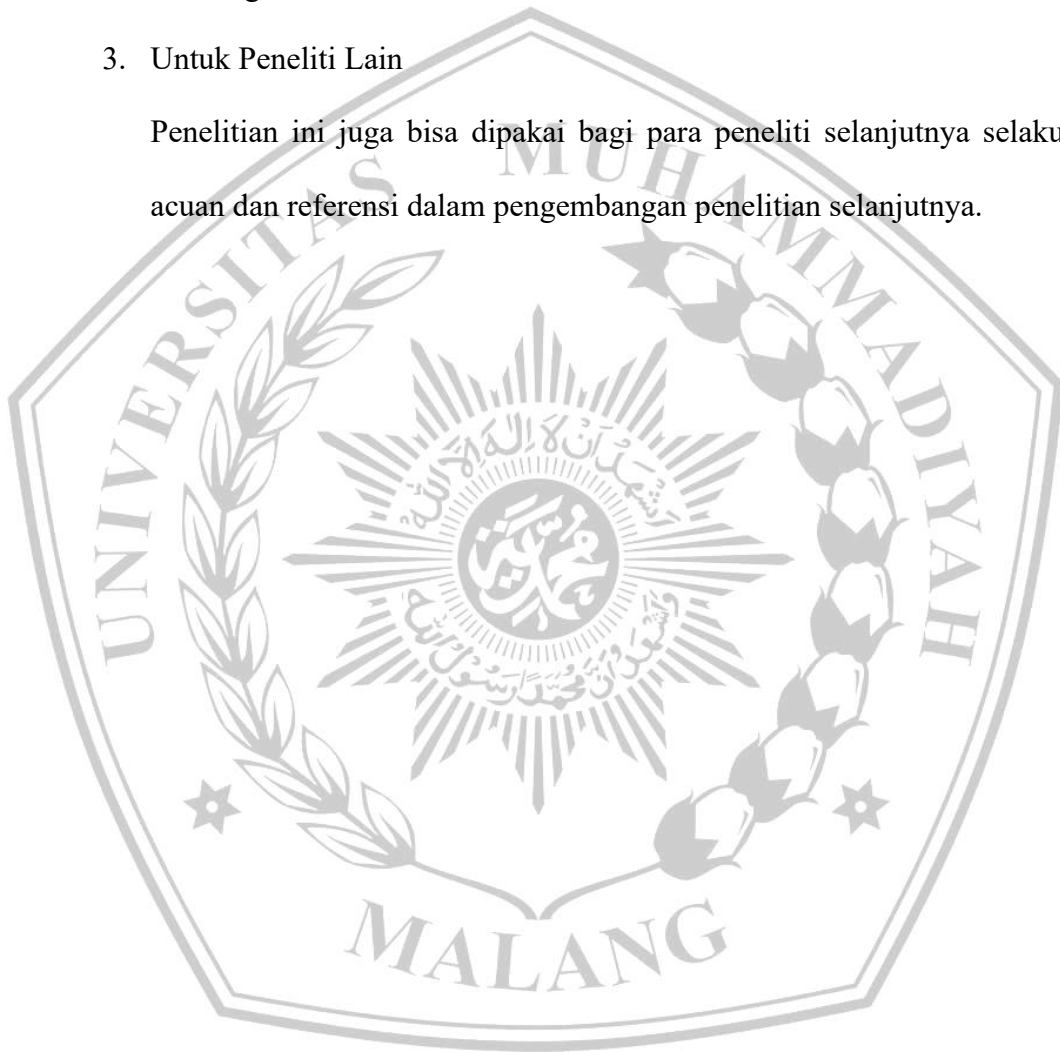 3. Untuk Peneliti Lain
Penelitian ini juga bisa dipakai bagi para peneliti selanjutnya selaku
acuan dan referensi dalam pengembangan penelitian selanjutnya.
UNIVERSITAS MUHAMMADIYAH
MALANG